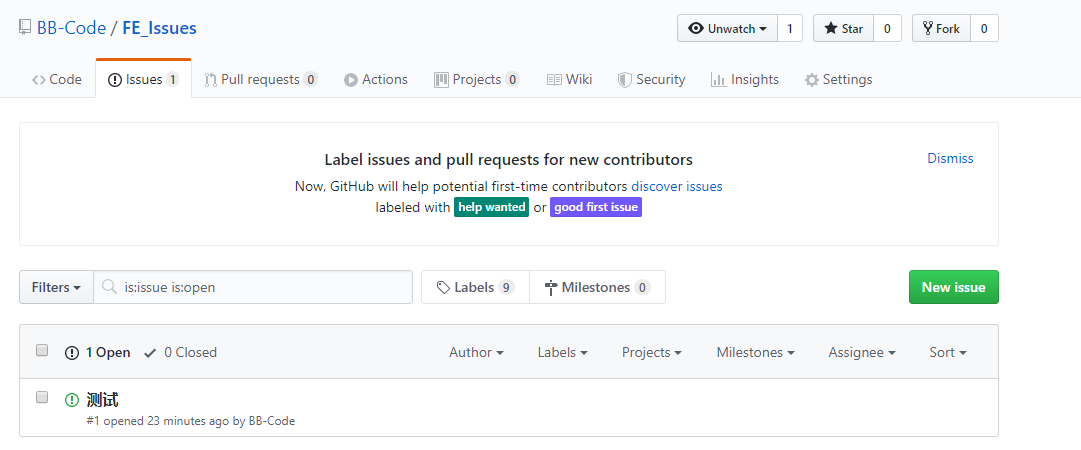 BB-Code / FE_Issues Unwatch 1 Star 0 Fork 0
Code Issues 1 Pull requests 0 Actions Projects 0 Wiki Security Insights Settings
Label issues and pull requests for new contributors Dismiss
Now, GitHub will help potential first-time contributors discover issues
labeled with help wanted or good first issue
Filters is:issue is:open Labels 9 Milestones 0 New issue
1 Open 0 Closed Author Labels Projects Milestones Assignee Sort
测试
#1 opened 23 minutes ago by BB-Code